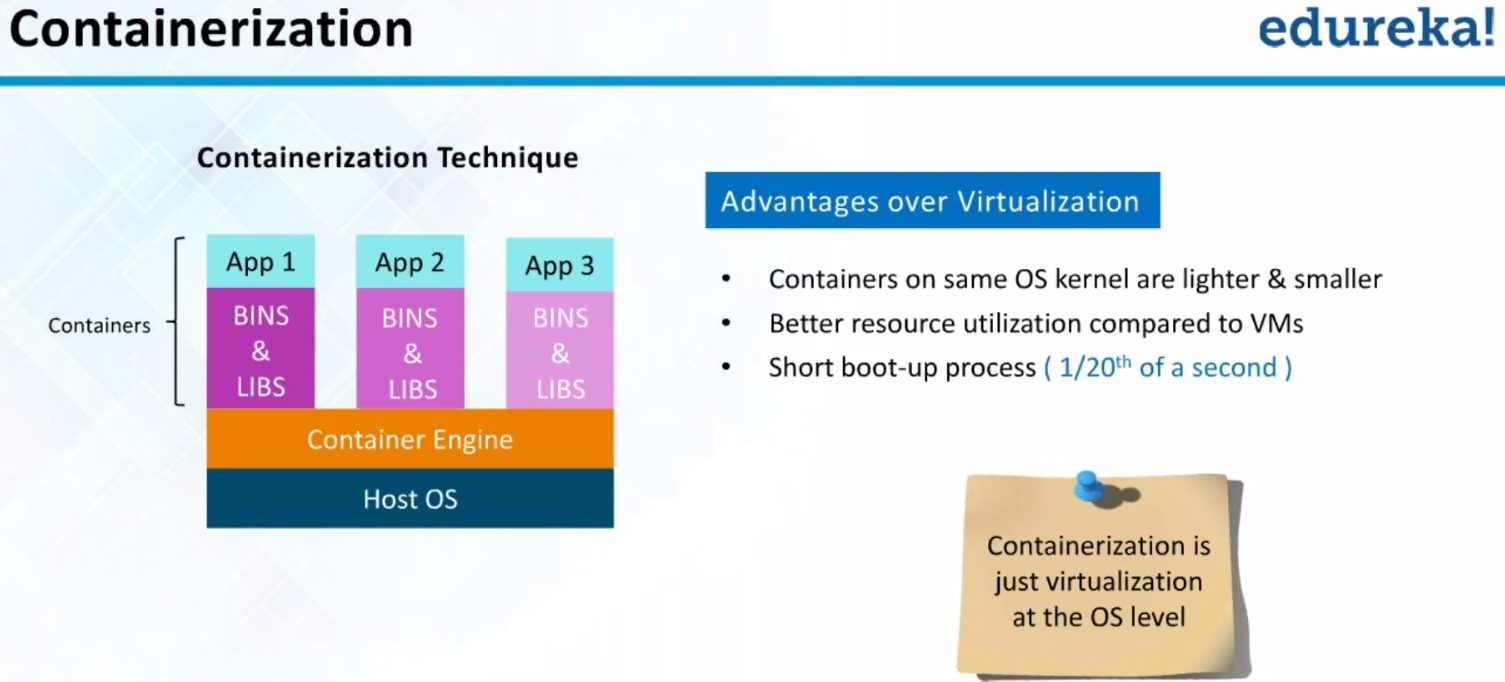 Containerization
edureka!
Containerization Technique
Containers
App 1
BINS
&
LIBS
App 2
BINS
&
LIBS
App 3
BINS
&
LIBS
Container Engine
Host OS
Advantages over Virtualization
• Containers on same OS kernel are lighter & smaller
• Better resource utilization compared to VMs
• Short boot-up process ( 1/20th of a second )
Containerization is
just virtualization
at the OS level